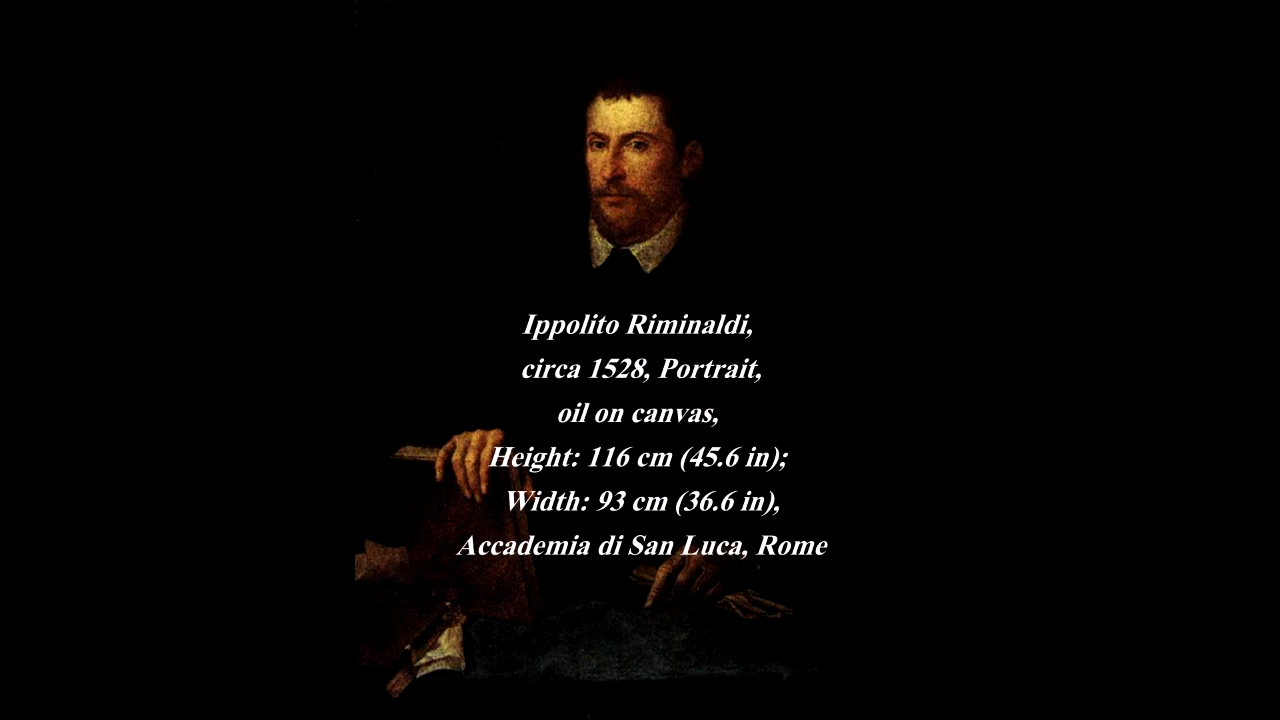 Ippolito Riminaldi,
circa 1528, Portrait,
oil on canvas,
Height: 116 cm (45.6 in);
Width: 93 cm (36.6 in),
Accademia di San Luca, Rome